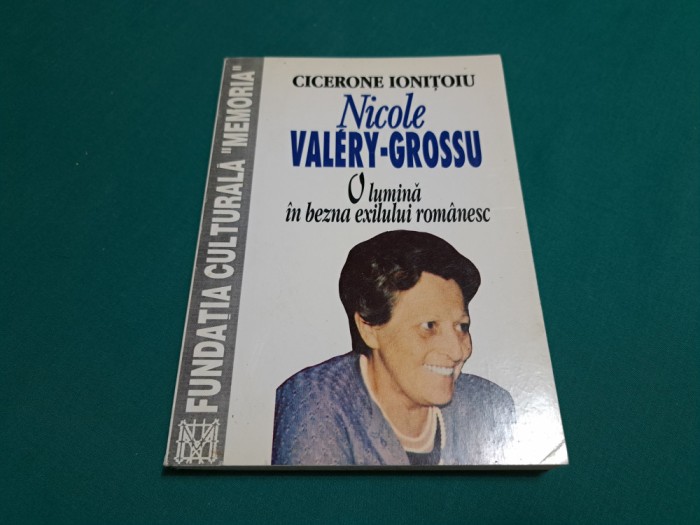 CICERONE IONIȚOIU
Nicole
VALÉRY-GROSSU
O lumină
în bezna exilului românesc
FUNDAȚIA CULTURALĂ "MEMORIA"